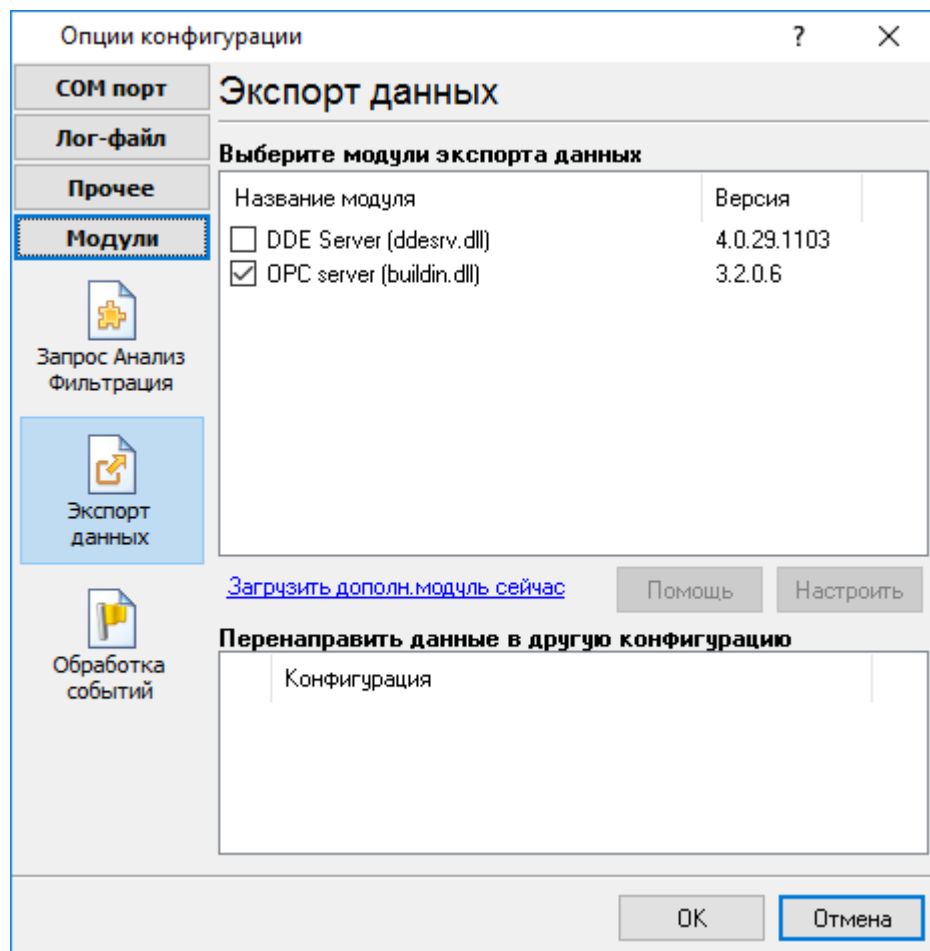 Опции конфигурации
?
COM порт
Лог-файл
Прочее
Модули
Запрос Анализ
Фильтрация
Экспорт
данных
Обработка
событий
Экспорт данных
Выберите модули экспорта данных
Название модуля Версия
DDE Server (ddesrv.dll) 4.0.29.1103
OPC server (buildin.dll) 3.2.0.6
Загрузить дополн.модуль сейчас Помощь Настроить
Перенаправить данные в другую конфигурацию
Конфигурация
OK Отмена